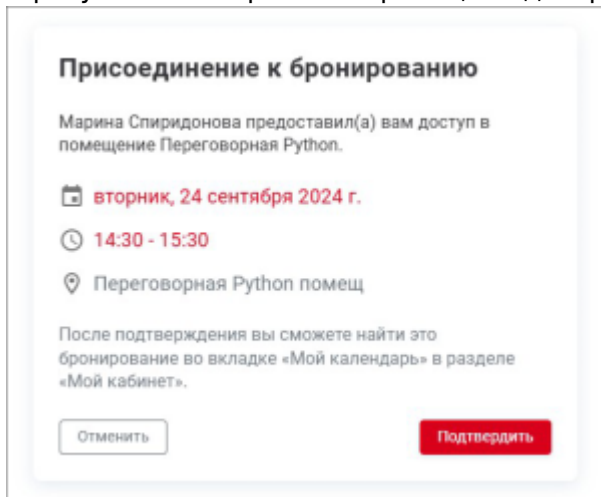 Присоединение к бронированию
Марина Спиридонова предоставил(а) вам доступ в
помещение Переговорная Python.
вторник, 24 сентября 2024 г.
14:30 - 15:30
Переговорная Python помещ
После подтверждения вы сможете найти это
бронирование во вкладке «Мой календарь» в разделе
«Мой кабинет».
Отменить
Подтвердить